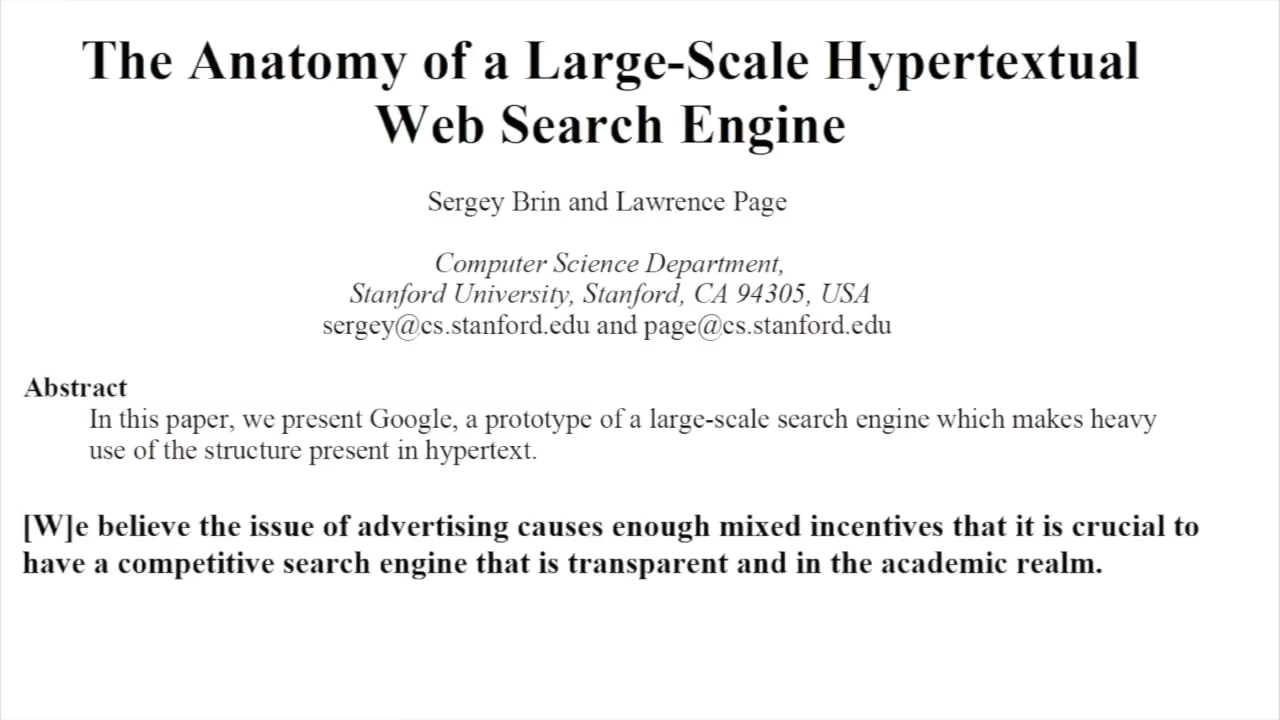 The Anatomy of a Large-Scale Hypertextual
Web Search Engine
Sergey Brin and Lawrence Page
Computer Science Department,
Stanford University, Stanford, CA 94305, USA
sergey@cs.stanford.edu and page@cs.stanford.edu
Abstract
In this paper, we present Google, a prototype of a large-scale search engine which makes heavy
use of the structure present in hypertext.
[W]e believe the issue of advertising causes enough mixed incentives that it is crucial to
have a competitive search engine that is transparent and in the academic realm.